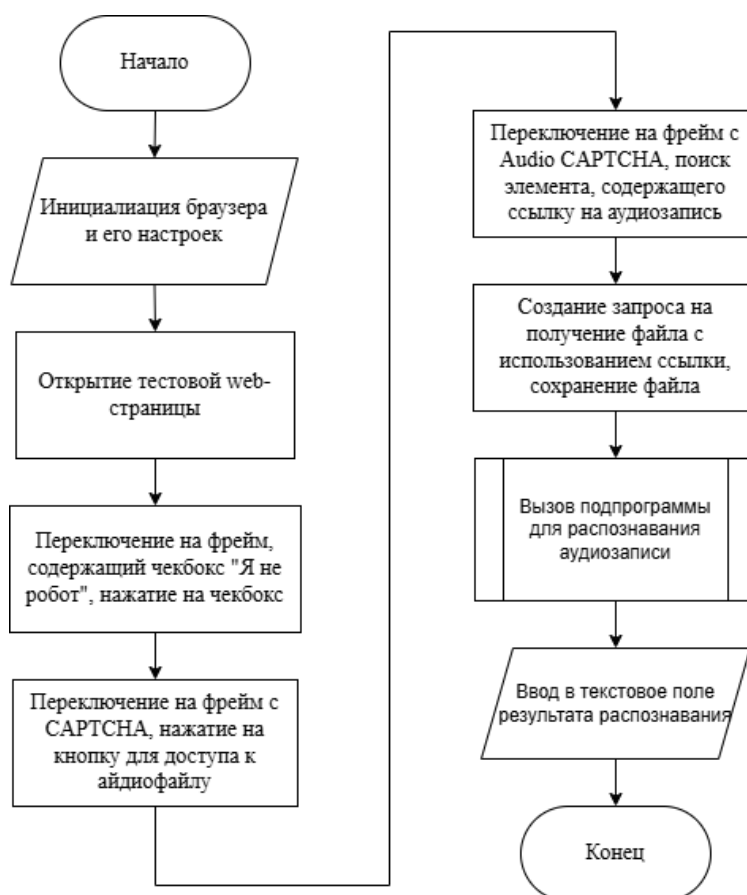 Начало
Инициалиация браузера
и его настроек
Открытие тестовой web-
страницы
Переключение на фрейм,
содержащий чекбокс "Я не
робот", нажатие на чекбокс
Переключение на фрейм с
CAPTCHA, нажатие на
кнопку для доступа к
айдиофайлу
Переключение на фрейм с
Audio CAPTCHA, поиск
элемента, содержащего
ссылку на аудиозапись
Создание запроса на
получение файла с
использованием ссылки,
сохранение файла
Вызов подпрограммы
для распознавания
аудиозаписи
Ввод в текстовое поле
результата распознавания
Конец